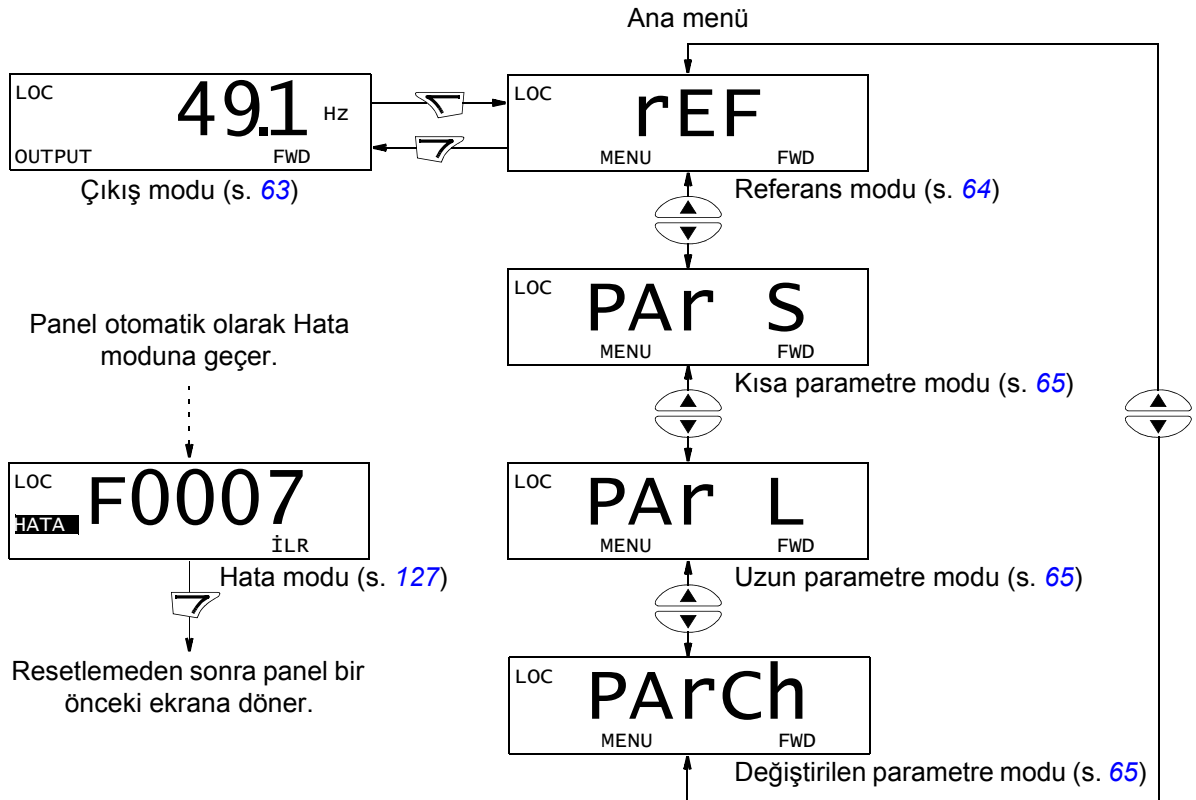 Ana menü
LOC
49.1 Hz
OUTPUT FWD
Çıkış modu (s. 63)
LOC
rEF
MENU FWD
Referans modu (s. 64)
LOC
PAr S
MENU FWD
Kısa parametre modu (s. 65)
Panel otomatik olarak Hata
moduna geçer.
LOC
F0007
HATA
İLR
Hata modu (s. 127)
Resetlemeden sonra panel bir
önceki ekrana döner.
LOC
PAr L
MENU FWD
Uzun parametre modu (s. 65)
LOC
PArCh
MENU FWD
Değiştirilen parametre modu (s. 65)